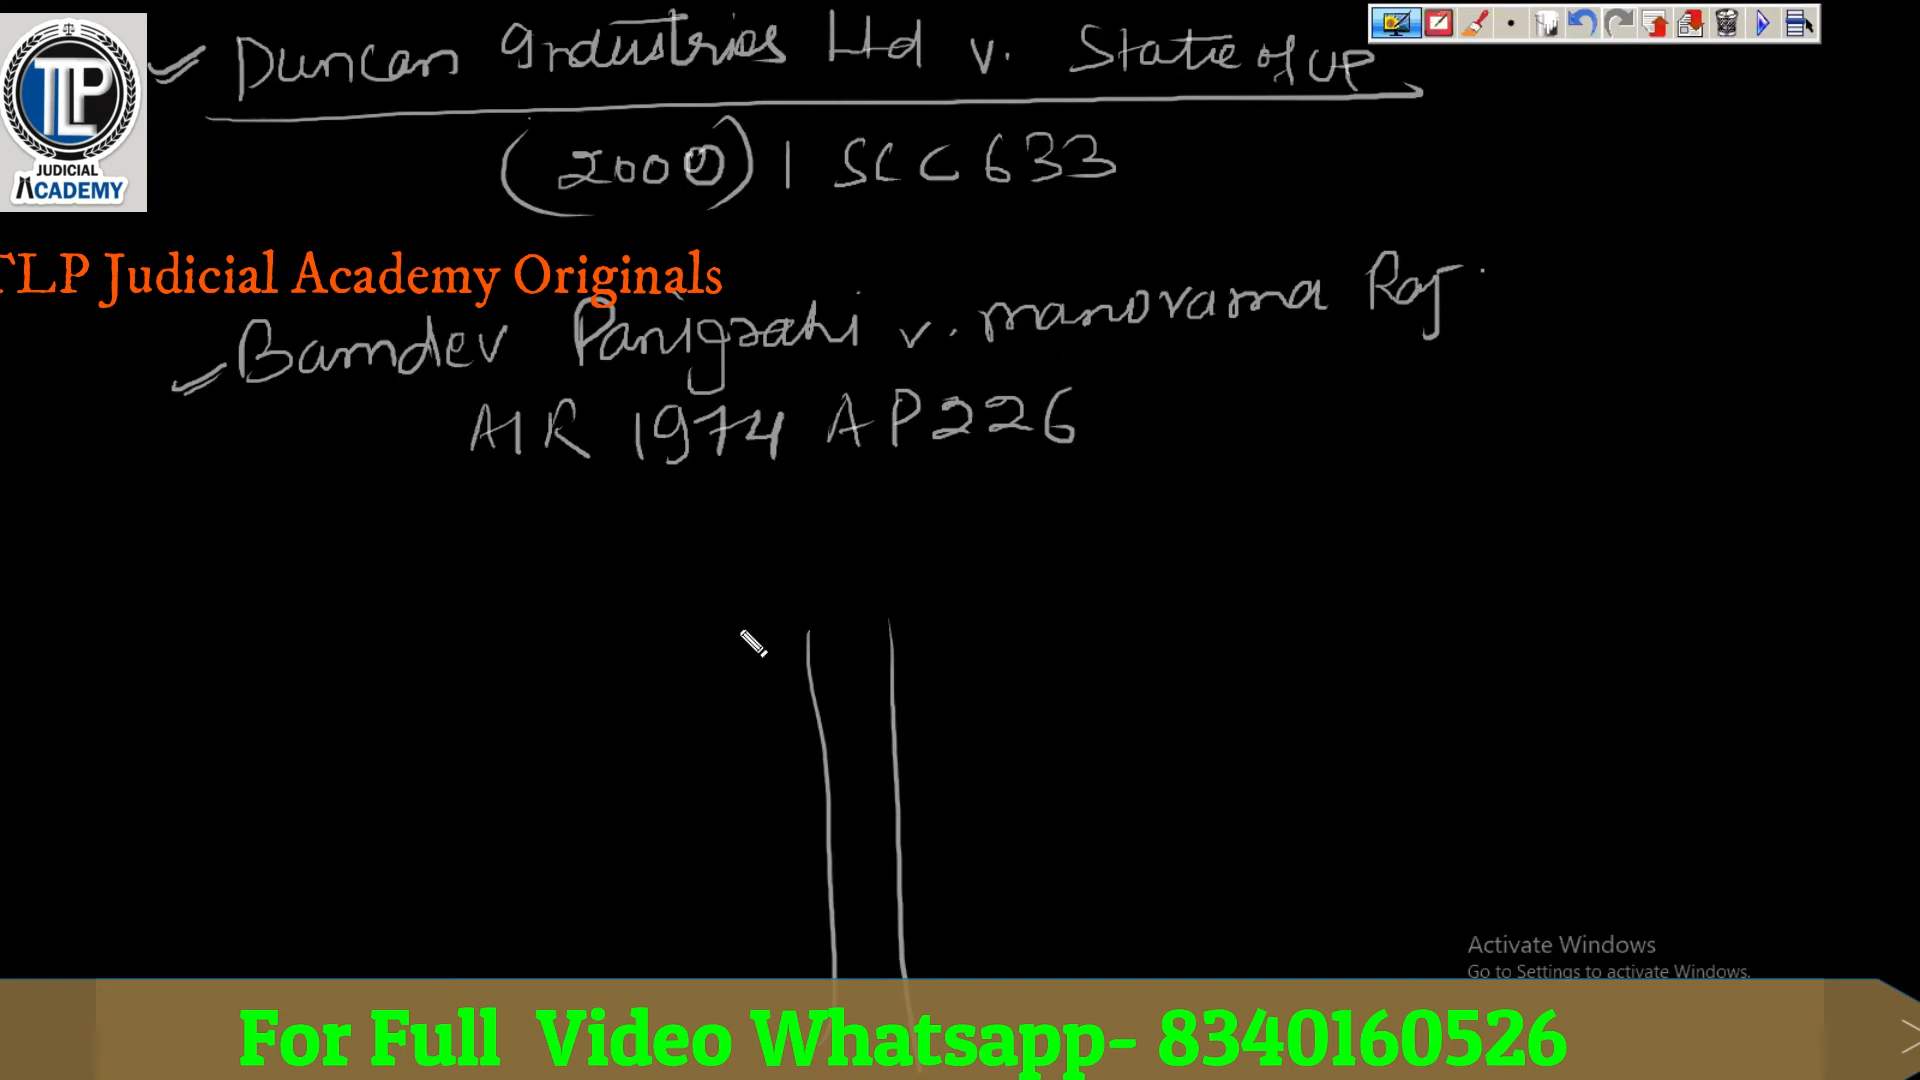 TLP
JUDICIAL
ACADEMY
Duncan Industries Ltd v. State of UP
(2000) 1 SCC 633
TLP Judicial Academy Originals
Bamdev Panigrahi v. manorama Raj.
AIR 1974 AP 226
Activate Windows
Go to Settings to activate Windows.
For Full Video Whatsapp- 8340160526